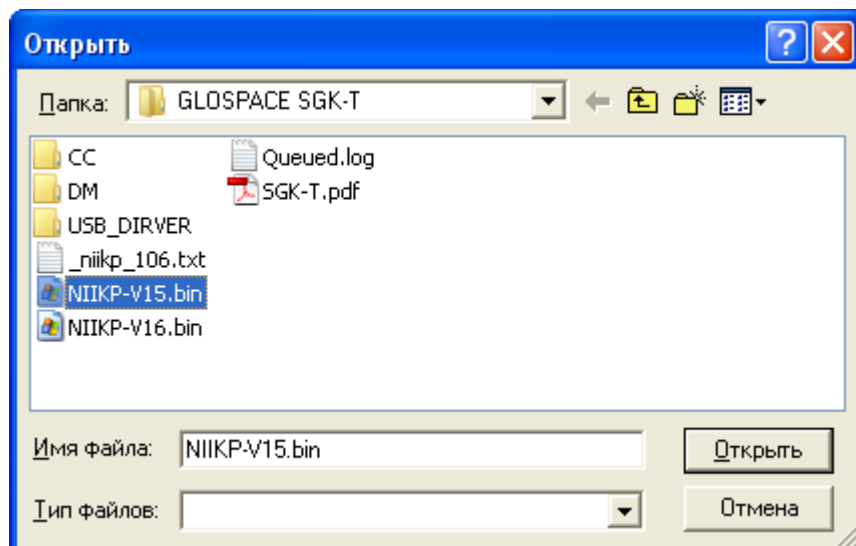 Открыть
Папка: GLOSPACE SGK-T
CC
DM
USB_DIRVER
_niikp_106.txt
NIIKP-V15.bin
NIIKP-V16.bin
Queued.log
SGK-T.pdf
Имя файла: NIIKP-V15.bin
Открыть
Тип файлов:
Отмена